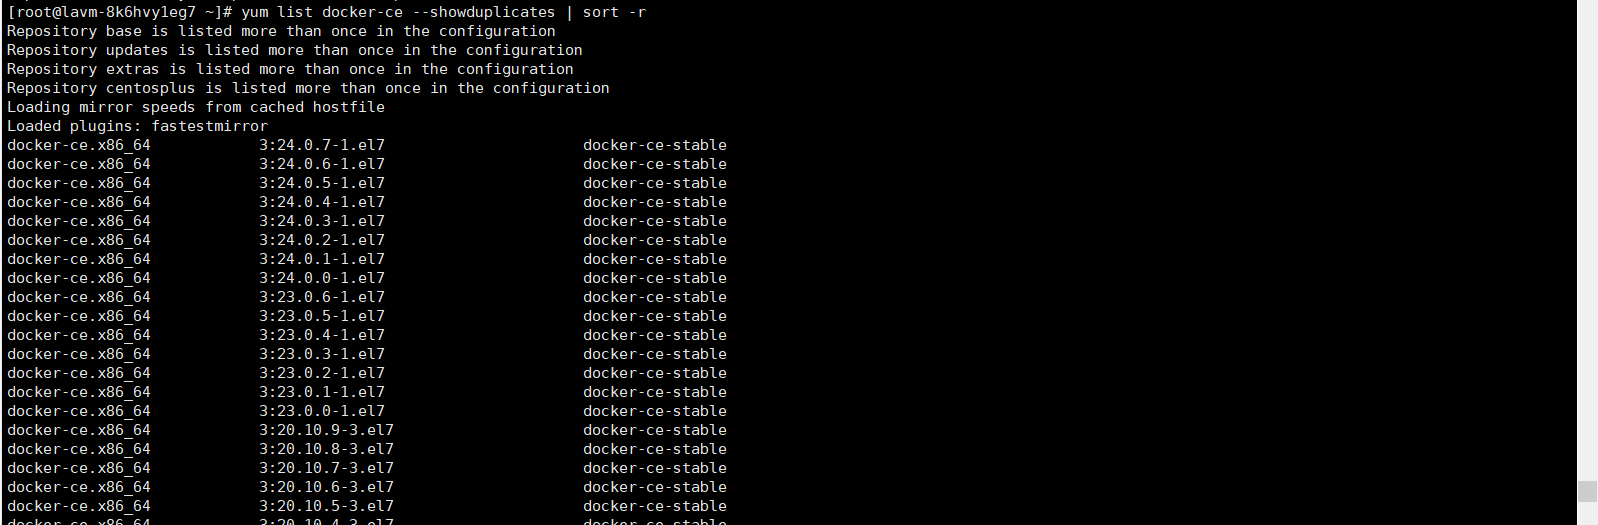 [root@lavm-8k6hvy1eg7 ~]# yum list docker-ce --showduplicates | sort -r
Repository base is listed more than once in the configuration
Repository updates is listed more than once in the configuration
Repository extras is listed more than once in the configuration
Repository centosplus is listed more than once in the configuration
Loading mirror speeds from cached hostfile
Loaded plugins: fastestmirror
docker-ce.x86_64            3:24.0.7-1.el7                      docker-ce-stable
docker-ce.x86_64            3:24.0.6-1.el7                      docker-ce-stable
docker-ce.x86_64            3:24.0.5-1.el7                      docker-ce-stable
docker-ce.x86_64            3:24.0.4-1.el7                      docker-ce-stable
docker-ce.x86_64            3:24.0.3-1.el7                      docker-ce-stable
docker-ce.x86_64            3:24.0.2-1.el7                      docker-ce-stable
docker-ce.x86_64            3:24.0.1-1.el7                      docker-ce-stable
docker-ce.x86_64            3:24.0.0-1.el7                      docker-ce-stable
docker-ce.x86_64            3:23.0.6-1.el7                      docker-ce-stable
docker-ce.x86_64            3:23.0.5-1.el7                      docker-ce-stable
docker-ce.x86_64            3:23.0.4-1.el7                      docker-ce-stable
docker-ce.x86_64            3:23.0.3-1.el7                      docker-ce-stable
docker-ce.x86_64            3:23.0.2-1.el7                      docker-ce-stable
docker-ce.x86_64            3:23.0.1-1.el7                      docker-ce-stable
docker-ce.x86_64            3:23.0.0-1.el7                      docker-ce-stable
docker-ce.x86_64            3:20.10.9-3.el7                     docker-ce-stable
docker-ce.x86_64            3:20.10.8-3.el7                     docker-ce-stable
docker-ce.x86_64            3:20.10.7-3.el7                     docker-ce-stable
docker-ce.x86_64            3:20.10.6-3.el7                     docker-ce-stable
docker-ce.x86_64            3:20.10.5-3.el7                     docker-ce-stable
docker-ce.x86_64            3:20.10.4-3.el7                     docker-ce-stable